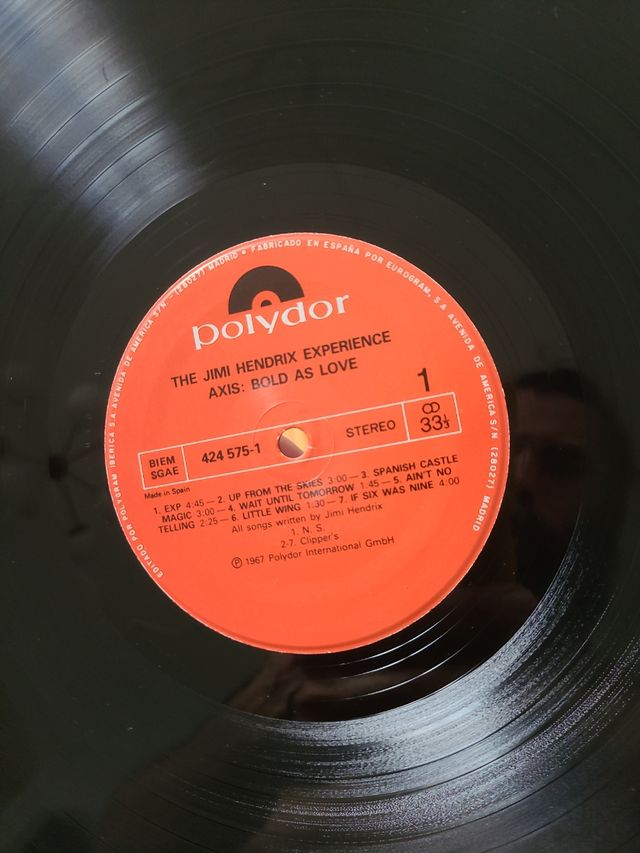 EDITADO POR POLYGRAM IBERICA S.A AVENIDA DE AMERICA S/N - (28027) MADRID • FABRICADO EN ESPAÑA POR EUROGRAM, S.A AVENIDA DE AMERICA S/N (28027) MADRID
polydor
THE JIMI HENDRIX EXPERIENCE
AXIS: BOLD AS LOVE
1
BIEM
SGAE
424 575-1
STEREO
33⅓
Made in Spain
1. EXP 4:45 — 2. UP FROM THE SKIES 3:00 — 3. SPANISH CASTLE
MAGIC 3:00 — 4. WAIT UNTIL TOMORROW 1:45 — 5. AIN'T NO
TELLING 2:25 — 6. LITTLE WING 1:30 — 7. IF SIX WAS NINE 4:00
All songs written by Jimi Hendrix
1. N. S.
2-7. Clipper's
Ⓟ 1967 Polydor International GmbH